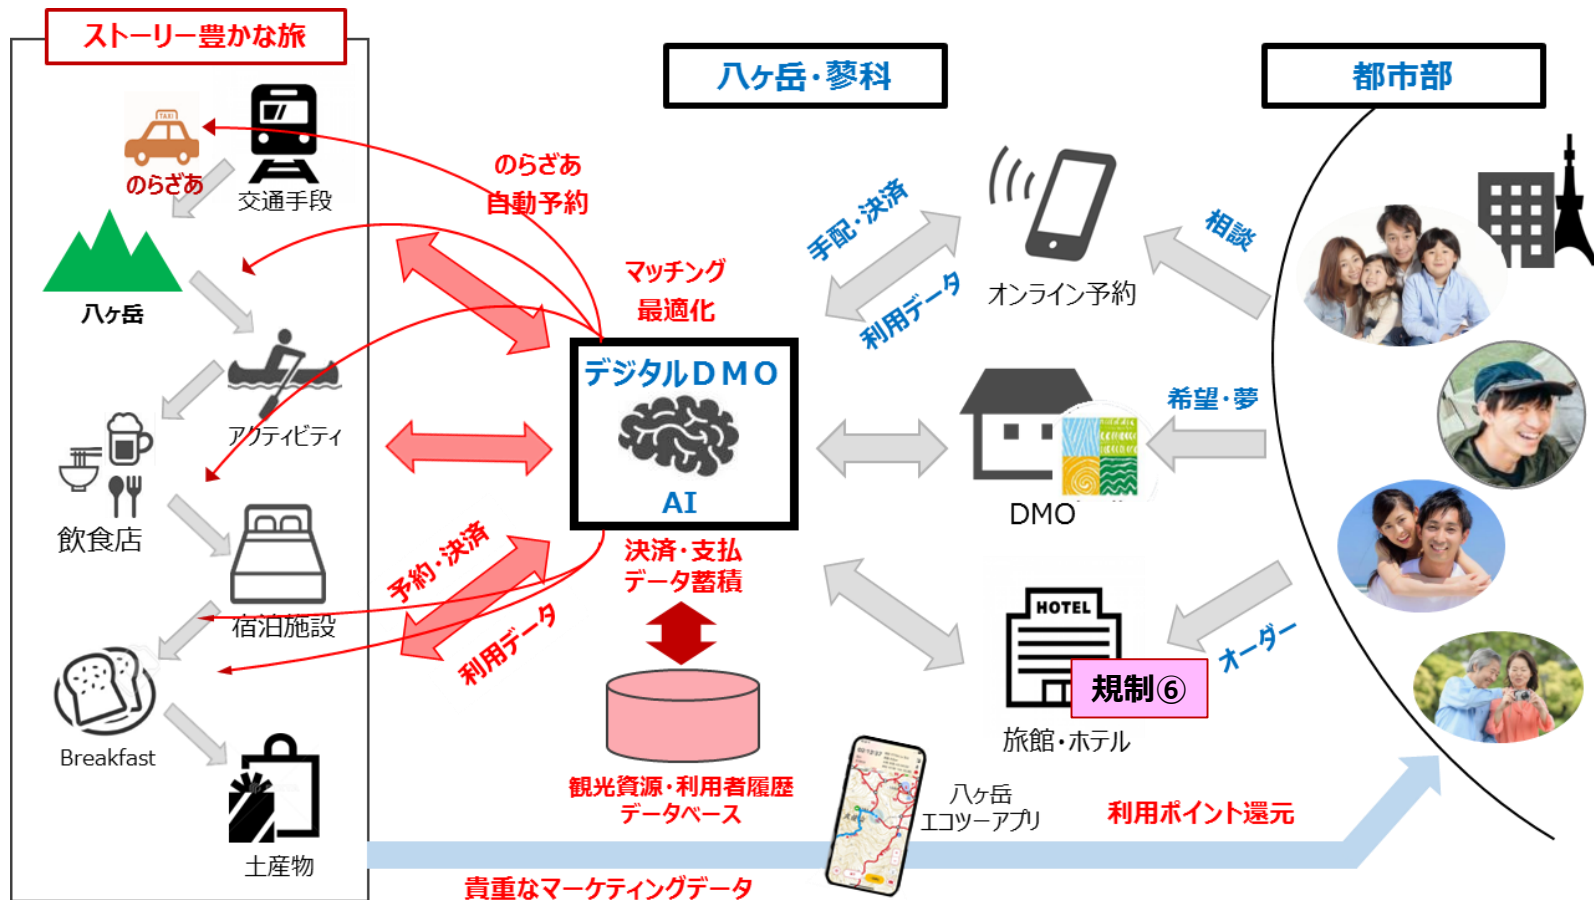 ストーリー豊かな旅
八ヶ岳・蓼科
都市部
TAXI
のらざあ
交通手段
のらざあ
自動予約
手配・決済
利用データ
オンライン予約
相談
八ヶ岳
マッチング
最適化
アクティビティ
デジタルDMO
AI
希望・夢
DMO
飲食店
予約・決済
利用データ
決済・支払
データ蓄積
宿泊施設
HOTEL
オーダー
規制⑥
旅館・ホテル
Breakfast
観光資源・利用者履歴
データベース
八ヶ岳
エコツーアプリ
利用ポイント還元
土産物
貴重なマーケティングデータ